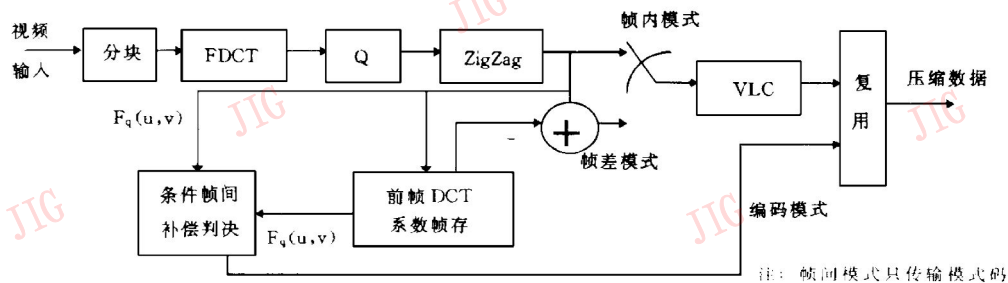 视频
输入
分块
FDCT
Q
ZigZag
帧内模式
VLC
复
用
压缩数据
F_q(u,v)
帧差模式
条件帧间
补偿判决
F_q(u,v)
前帧 DCT
系数帧存
编码模式
注: 帧间模式只传输模式码
+
−
JIG
JIG
JIG
JIG
JIG